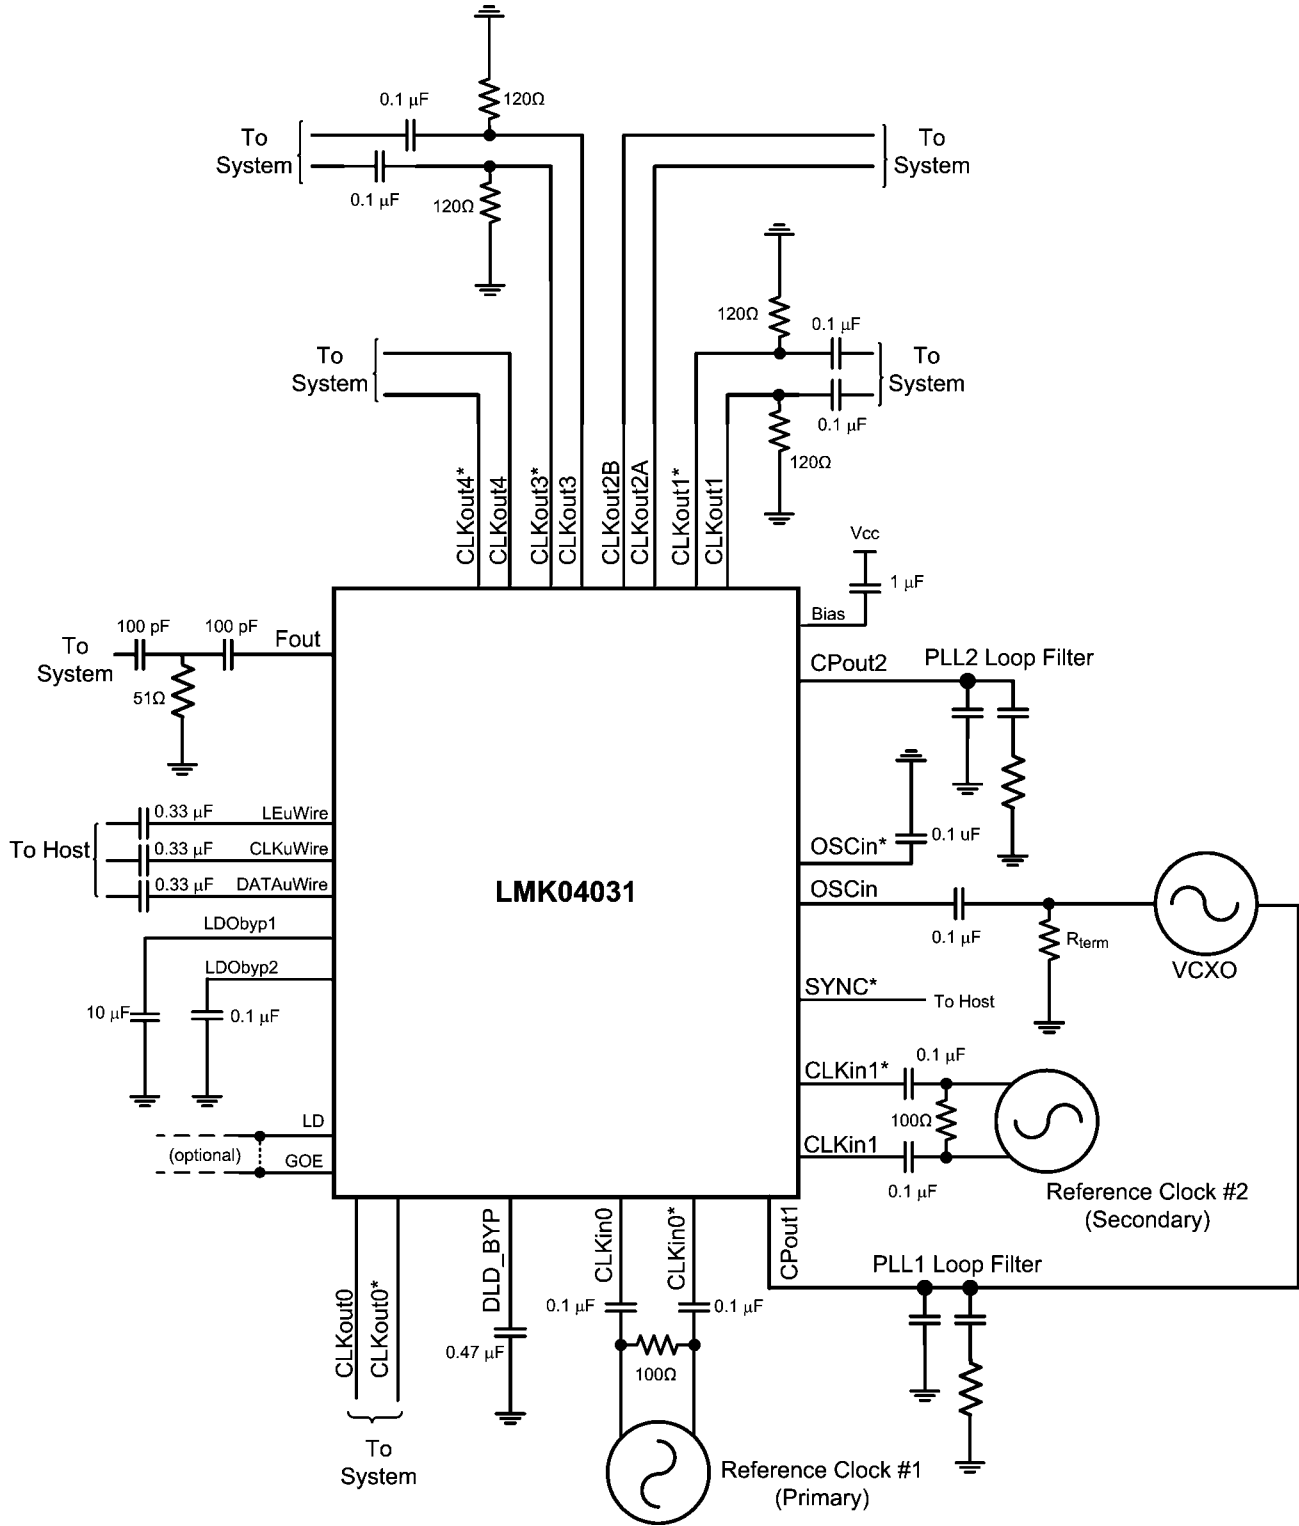 0.1 µF
120Ω
To
System
0.1 µF
120Ω
To
System
120Ω
0.1 µF
To
System
0.1 µF
120Ω
To
System
CLKout4*
CLKout4
CLKout3*
CLKout3
CLKout2B
CLKout2A
CLKout1*
CLKout1
Vcc
1 µF
Bias
100 pF
100 pF
Fout
To
System
51Ω
CPout2
PLL2 Loop Filter
0.33 µF
LEuWire
To Host
0.33 µF
CLKuWire
0.33 µF
DATAuWire
LMK04031
OSCin*
0.1 uF
OSCin
0.1 µF
Rterm
VCXO
LDObyp1
LDObyp2
10 µF
0.1 µF
SYNC*
To Host
CLKin1*
0.1 µF
100Ω
CLKin1
0.1 µF
Reference Clock #2
(Secondary)
LD
(optional)
GOE
CLKout0
CLKout0*
To
System
DLD_BYP
0.47 µF
CLKin0
CLKin0*
0.1 µF
0.1 µF
100Ω
Reference Clock #1
(Primary)
CPout1
PLL1 Loop Filter